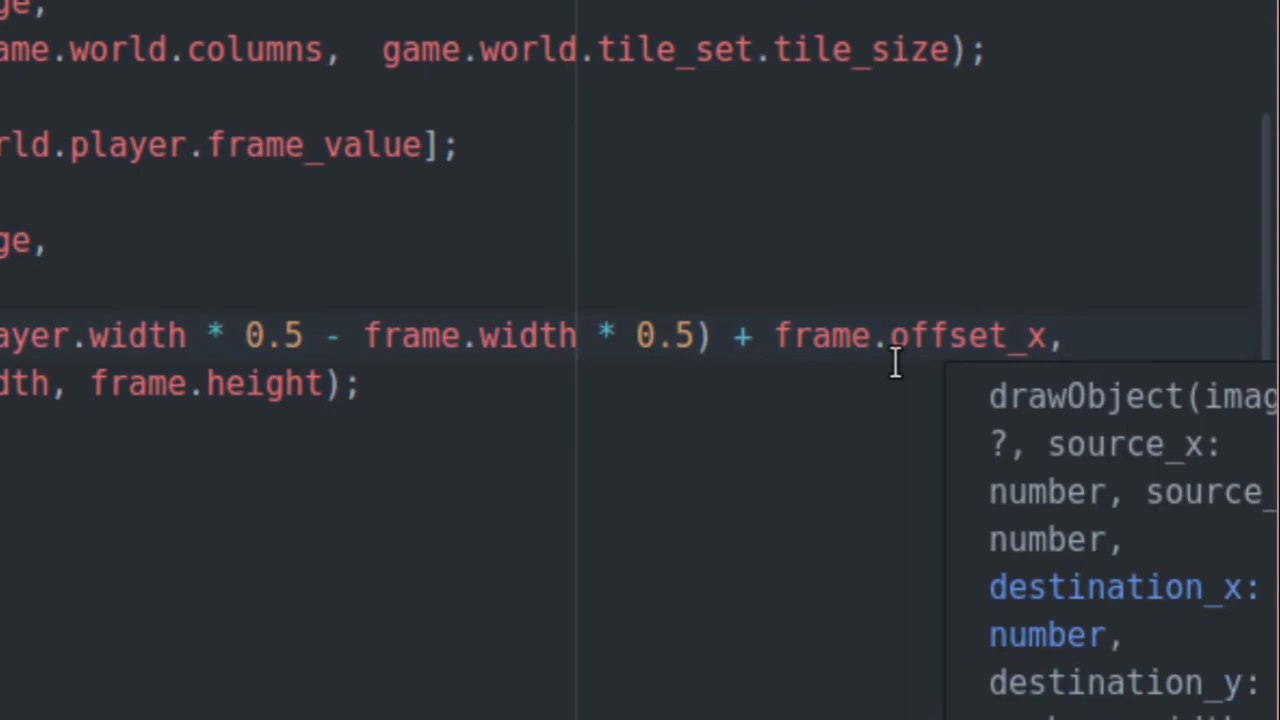 ge,
ame.world.columns,  game.world.tile_set.tile_size);
rld.player.frame_value];
ge,
ayer.width * 0.5 - frame.width * 0.5) + frame.offset_x,
dth, frame.height);
drawObject(imag
?, source_x:
number, source_
number,
destination_x:
number,
destination_y: